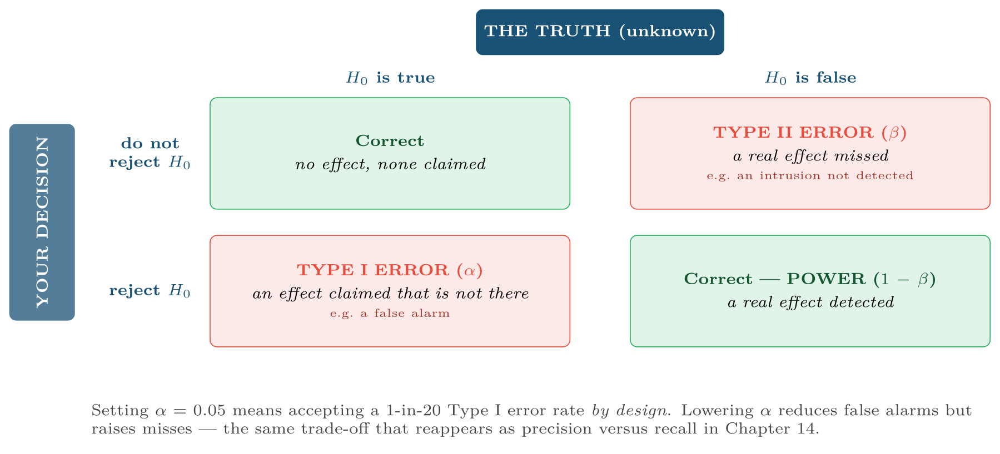 THE TRUTH (unknown)
H₀ is true
H₀ is false
YOUR DECISION
do not
reject H₀
Correct
no effect, none claimed
TYPE II ERROR (β)
a real effect missed
e.g. an intrusion not detected
reject H₀
TYPE I ERROR (α)
an effect claimed that is not there
e.g. a false alarm
Correct — POWER (1 − β)
a real effect detected
Setting α = 0.05 means accepting a 1-in-20 Type I error rate by design. Lowering α reduces false alarms but
raises misses — the same trade-off that reappears as precision versus recall in Chapter 14.